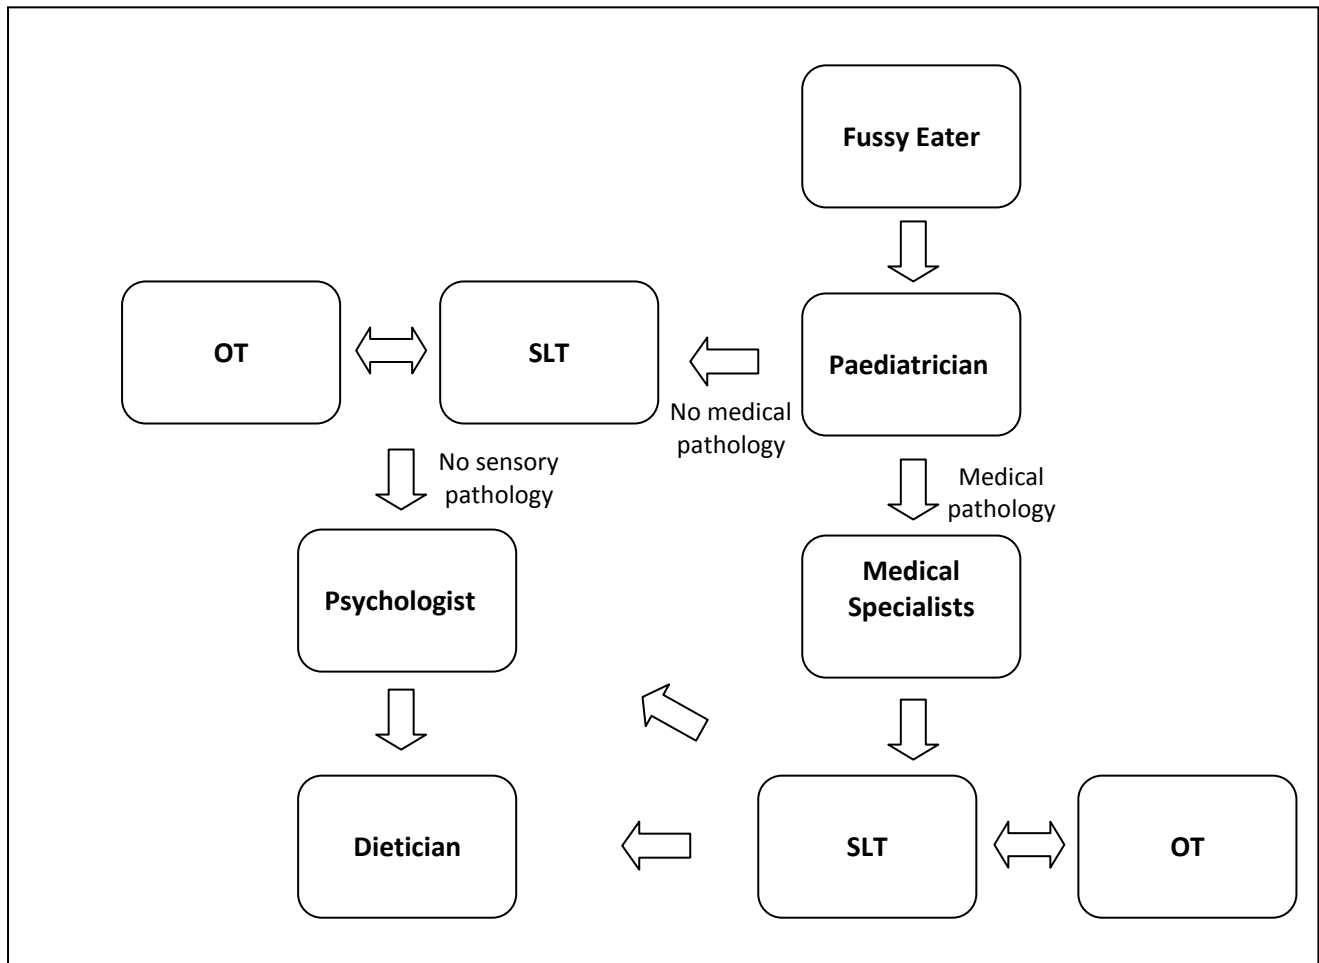 Fussy Eater
OT
SLT
No medical
pathology
Paediatrician
No sensory
pathology
Medical
pathology
Psychologist
Medical
Specialists
Dietician
SLT
OT